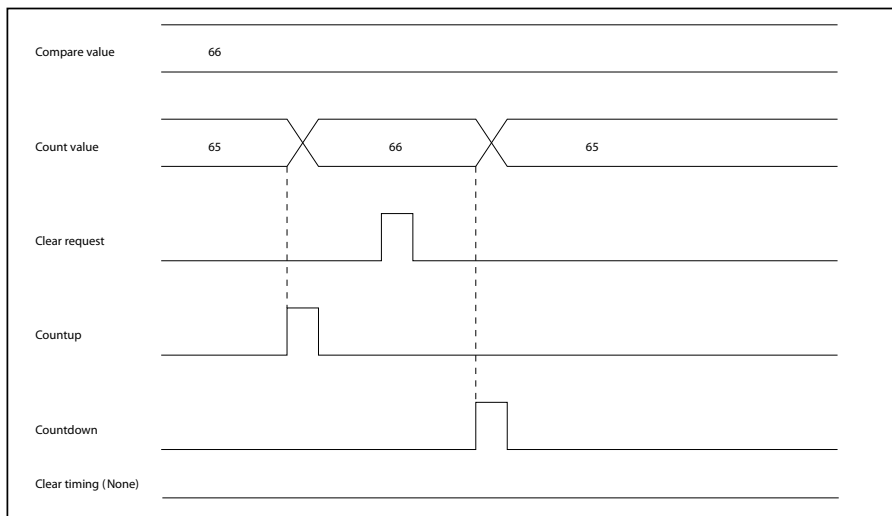 Compare value 66
Count value 65 66 65
Clear request
Countup
Countdown
Clear timing (None)